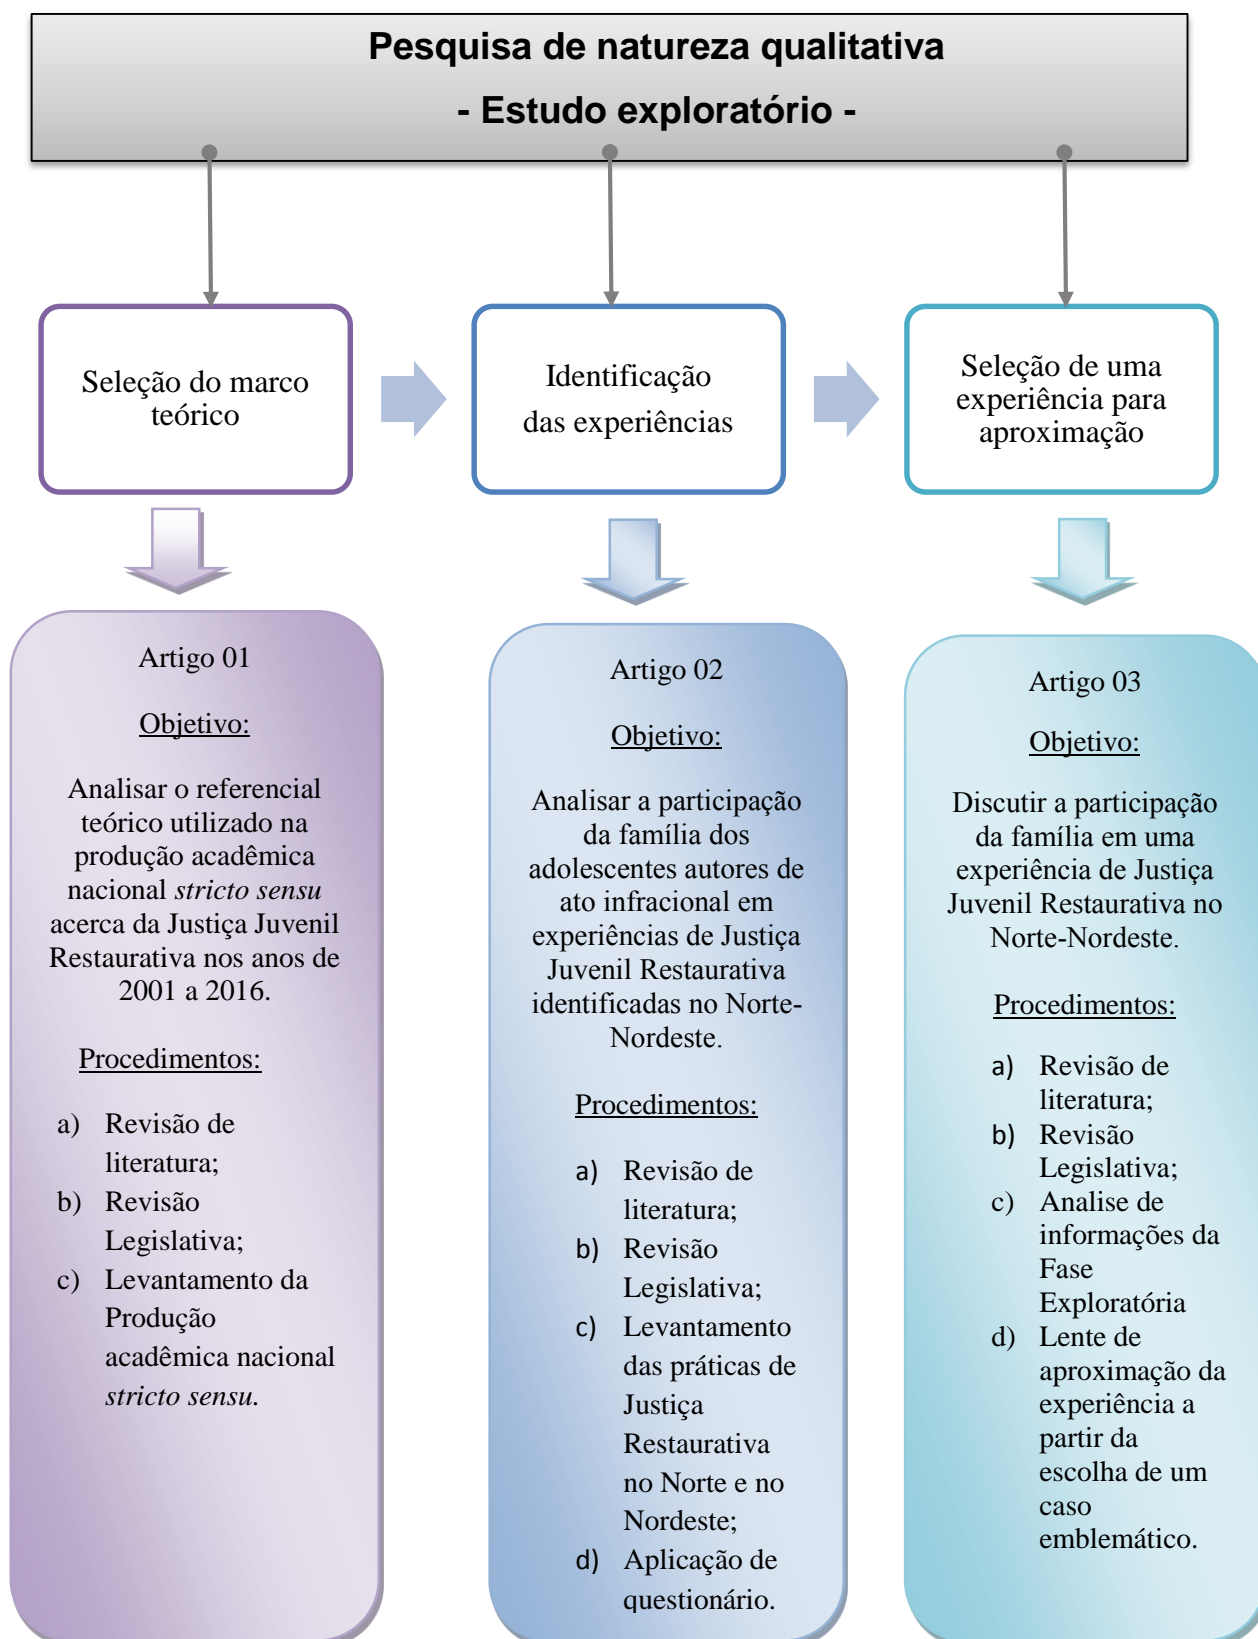 Pesquisa de natureza qualitativa
- Estudo exploratório -
Seleção do marco
teórico
Identificação
das experiências
Seleção de uma
experiência para
aproximação
Artigo 01
Objetivo:
Analisar o referencial
teórico utilizado na
produção acadêmica
nacional stricto sensu
acerca da Justiça Juvenil
Restaurativa nos anos de
2001 a 2016.
Procedimentos:
a) Revisão de
literatura;
b) Revisão
Legislativa;
c) Levantamento da
Produção
acadêmica nacional
stricto sensu.
Artigo 02
Objetivo:
Analisar a participação
da família dos
adolescentes autores de
ato infracional em
experiências de Justiça
Juvenil Restaurativa
identificadas no Norte-
Nordeste.
Procedimentos:
a) Revisão de
literatura;
b) Revisão
Legislativa;
c) Levantamento
das práticas de
Justiça
Restaurativa
no Norte e no
Nordeste;
d) Aplicação de
questionário.
Artigo 03
Objetivo:
Discutir a participação
da família em uma
experiência de Justiça
Juvenil Restaurativa no
Norte-Nordeste.
Procedimentos:
a) Revisão de
literatura;
b) Revisão
Legislativa;
c) Analise de
informações da
Fase
Exploratória
d) Lente de
aproximação da
experiência a
partir da
escolha de um
caso
emblemático.